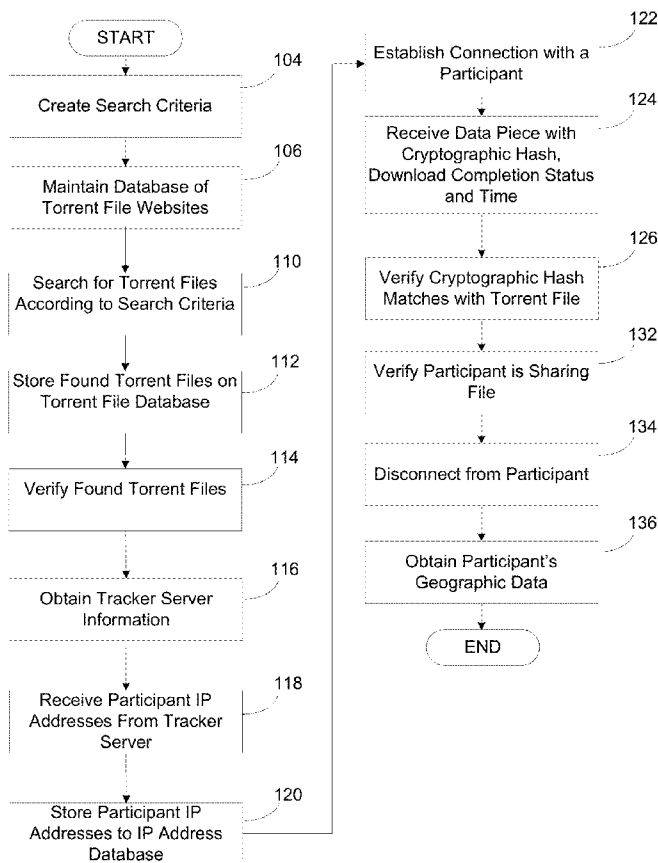 START
104
Create Search Criteria
106
Maintain Database of
Torrent File Websites
110
Search for Torrent Files
According to Search Criteria
112
Store Found Torrent Files on
Torrent File Database
114
Verify Found Torrent Files
116
Obtain Tracker Server
Information
118
Receive Participant IP
Addresses From Tracker
Server
120
Store Participant IP
Addresses to IP Address
Database
122
Establish Connection with a
Participant
124
Receive Data Piece with
Cryptographic Hash,
Download Completion Status
and Time
126
Verify Cryptographic Hash
Matches with Torrent File
132
Verify Participant is Sharing
File
134
Disconnect from Participant
136
Obtain Participant's
Geographic Data
END